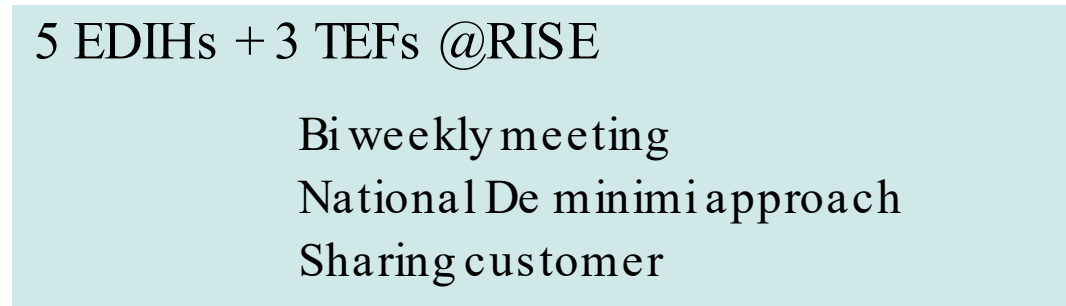 5 EDIHs + 3 TEFs @RISE
Bi weekly meeting
National De minimi approach
Sharing customer